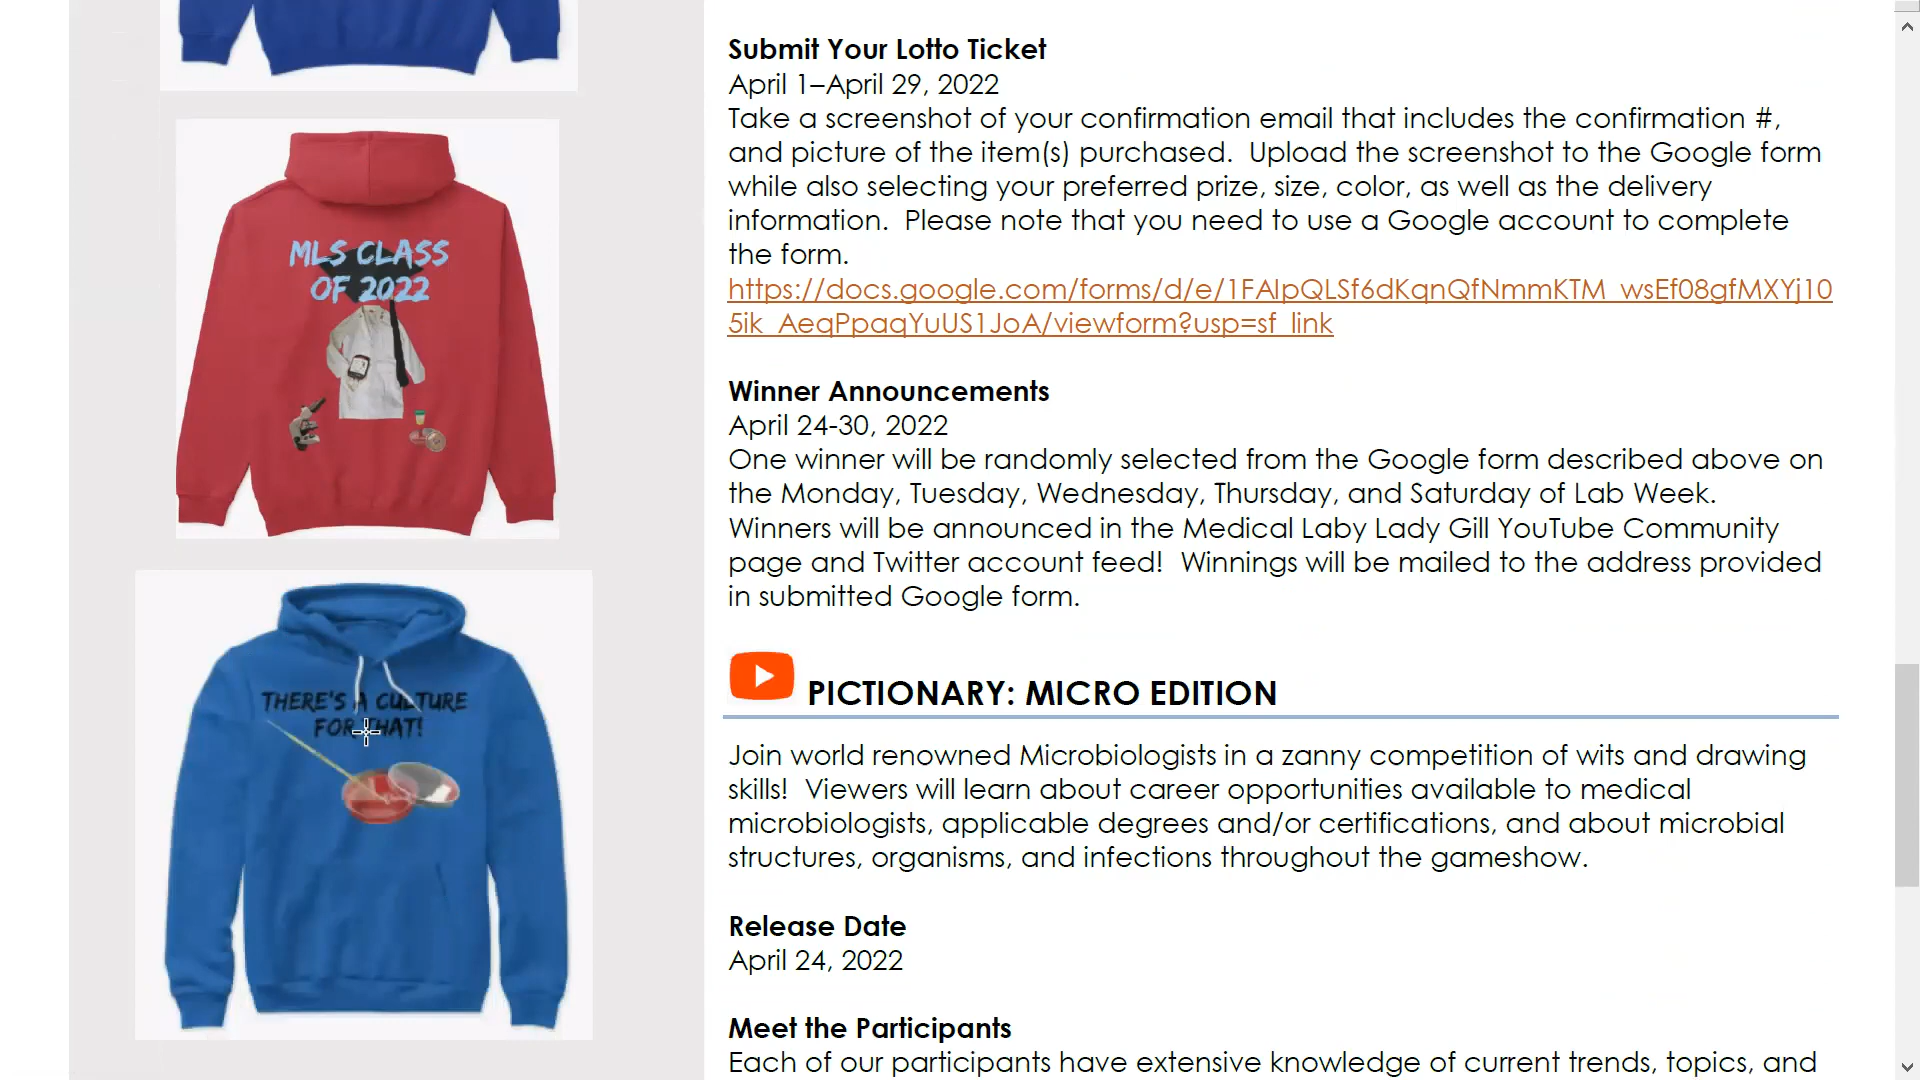 MLS CLASS
OF 2022
THERE'S A CULTURE
FOR THAT!
Submit Your Lotto Ticket
April 1–April 29, 2022
Take a screenshot of your confirmation email that includes the confirmation #,
and picture of the item(s) purchased.  Upload the screenshot to the Google form
while also selecting your preferred prize, size, color, as well as the delivery
information.  Please note that you need to use a Google account to complete
the form.
https://docs.google.com/forms/d/e/1FAIpQLSf6dKqnQfNmmKTM_wsEf08gfMXYj10
5ik_AeqPpaqYuUS1JoA/viewform?usp=sf_link
Winner Announcements
April 24-30, 2022
One winner will be randomly selected from the Google form described above on
the Monday, Tuesday, Wednesday, Thursday, and Saturday of Lab Week.
Winners will be announced in the Medical Laby Lady Gill YouTube Community
page and Twitter account feed!  Winnings will be mailed to the address provided
in submitted Google form.
PICTIONARY: MICRO EDITION
Join world renowned Microbiologists in a zanny competition of wits and drawing
skills!  Viewers will learn about career opportunities available to medical
microbiologists, applicable degrees and/or certifications, and about microbial
structures, organisms, and infections throughout the gameshow.
Release Date
April 24, 2022
Meet the Participants
Each of our participants have extensive knowledge of current trends, topics, and